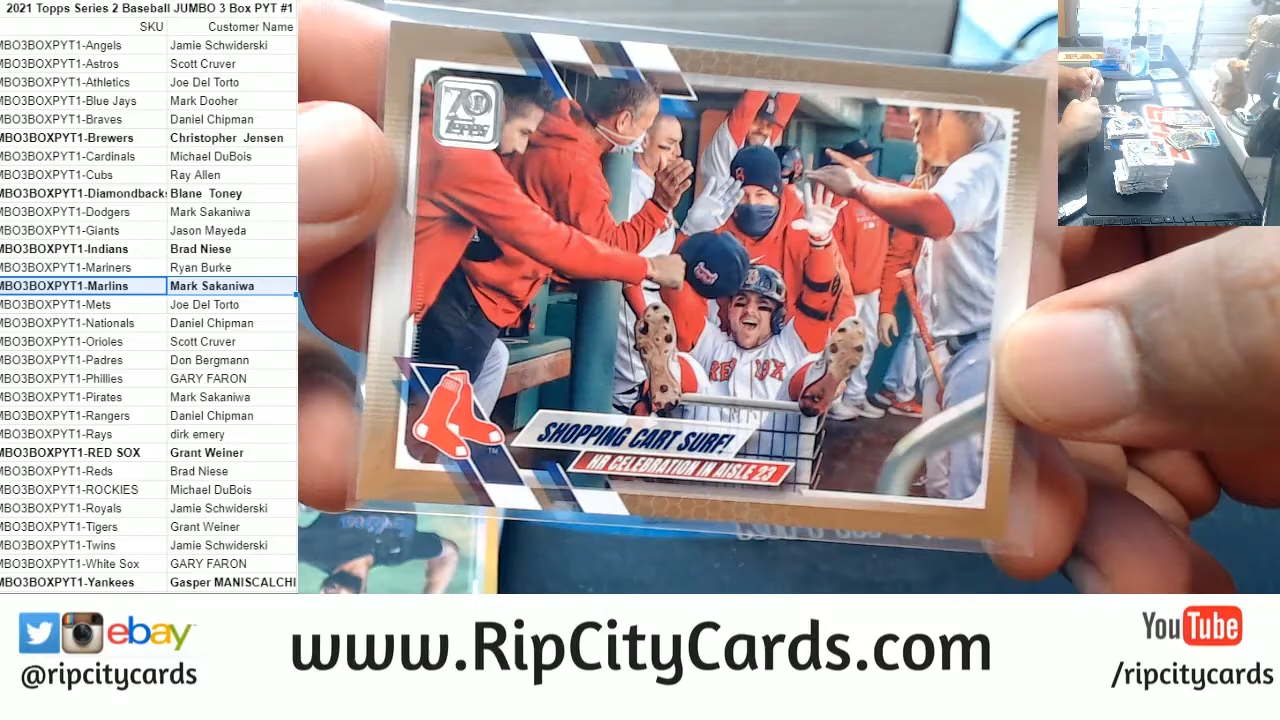 2021 Topps Series 2 Baseball JUMBO 3 Box PYT #1
SKU Customer Name
MBO3BOXPYT1-Angels Jamie Schwiderski
MBO3BOXPYT1-Astros Scott Cruver
MBO3BOXPYT1-Athletics Joe Del Torto
MBO3BOXPYT1-Blue Jays Mark Dooher
MBO3BOXPYT1-Braves Daniel Chipman
MBO3BOXPYT1-Brewers Christopher Jensen
MBO3BOXPYT1-Cardinals Michael DuBois
MBO3BOXPYT1-Cubs Ray Allen
MBO3BOXPYT1-Diamondbacks Blane Toney
MBO3BOXPYT1-Dodgers Mark Sakaniwa
MBO3BOXPYT1-Giants Jason Mayeda
MBO3BOXPYT1-Indians Brad Niese
MBO3BOXPYT1-Mariners Ryan Burke
MBO3BOXPYT1-Marlins Mark Sakaniwa
MBO3BOXPYT1-Mets Joe Del Torto
MBO3BOXPYT1-Nationals Daniel Chipman
MBO3BOXPYT1-Orioles Scott Cruver
MBO3BOXPYT1-Padres Don Bergmann
MBO3BOXPYT1-Phillies GARY FARON
MBO3BOXPYT1-Pirates Mark Sakaniwa
MBO3BOXPYT1-Rangers Daniel Chipman
MBO3BOXPYT1-Rays dirk emery
MBO3BOXPYT1-RED SOX Grant Weiner
MBO3BOXPYT1-Reds Brad Niese
MBO3BOXPYT1-ROCKIES Michael DuBois
MBO3BOXPYT1-Royals Jamie Schwiderski
MBO3BOXPYT1-Tigers Grant Weiner
MBO3BOXPYT1-Twins Jamie Schwiderski
MBO3BOXPYT1-White Sox GARY FARON
MBO3BOXPYT1-Yankees Gasper MANISCALCHI
70
Topps
RED SOX
SHOPPING CART SURF!
HR CELEBRATION IN AISLE 23
TM
ebay
@ripcitycards
www.RipCityCards.com
YouTube
/ripcitycards